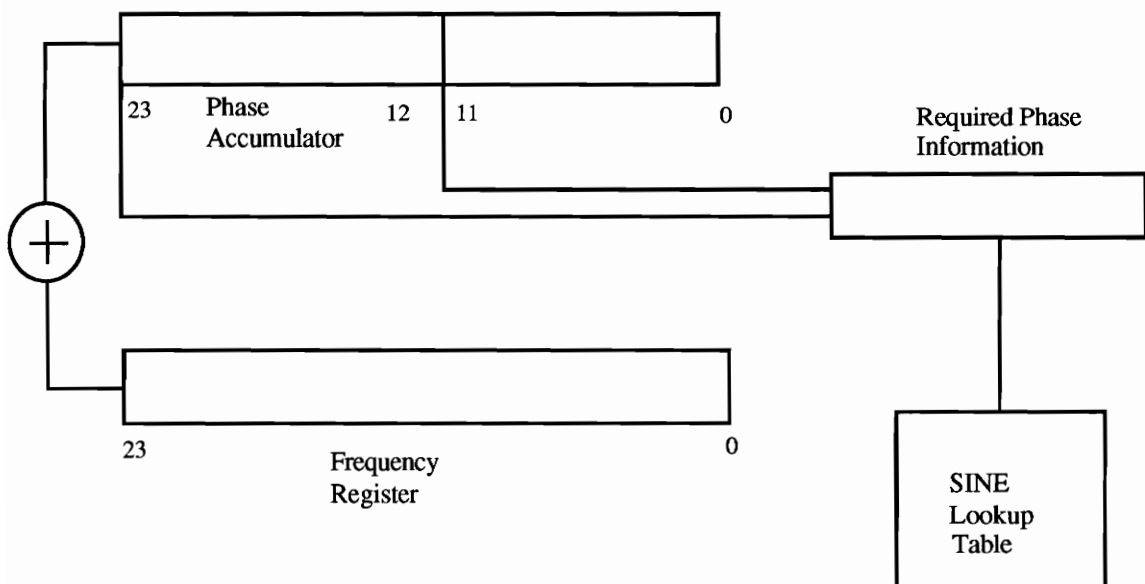 23
Phase
Accumulator
12
11
0
Required Phase
Information
23
Frequency
Register
0
SINE
Lookup
Table